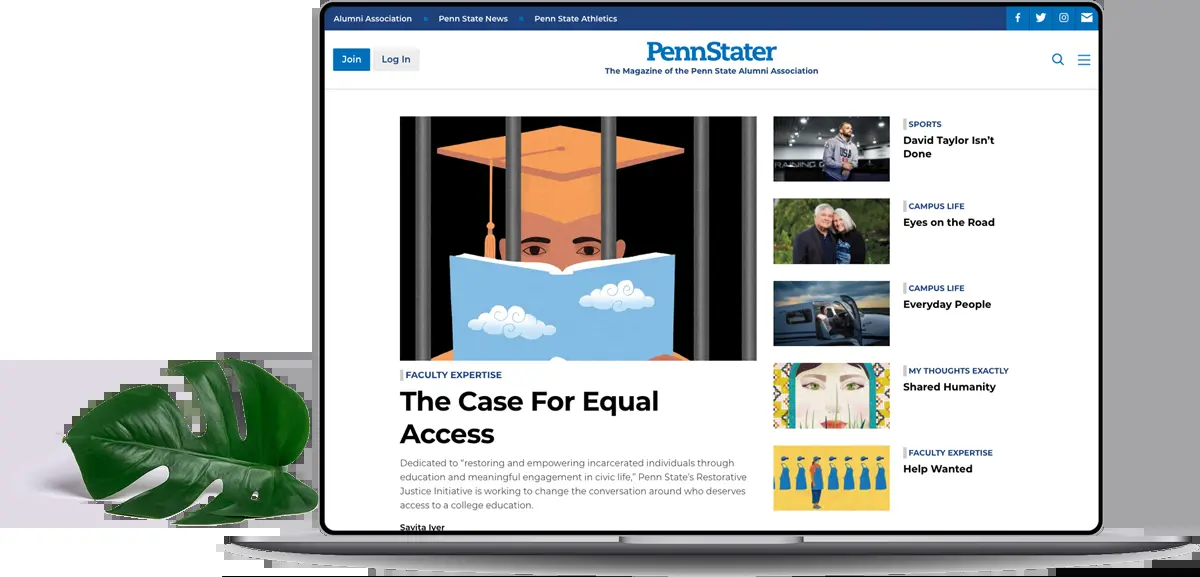 Alumni Association Penn State News Penn State Athletics
Join Log In
PennStater
The Magazine of the Penn State Alumni Association
FACULTY EXPERTISE
The Case For Equal
Access
Dedicated to “restoring and empowering incarcerated individuals through
education and meaningful engagement in civic life,” Penn State’s Restorative
Justice Initiative is working to change the conversation around who deserves
access to a college education.
Savita Iyer
SPORTS
David Taylor Isn’t
Done
USA
CAMPUS LIFE
Eyes on the Road
CAMPUS LIFE
Everyday People
MY THOUGHTS EXACTLY
Shared Humanity
FACULTY EXPERTISE
Help Wanted